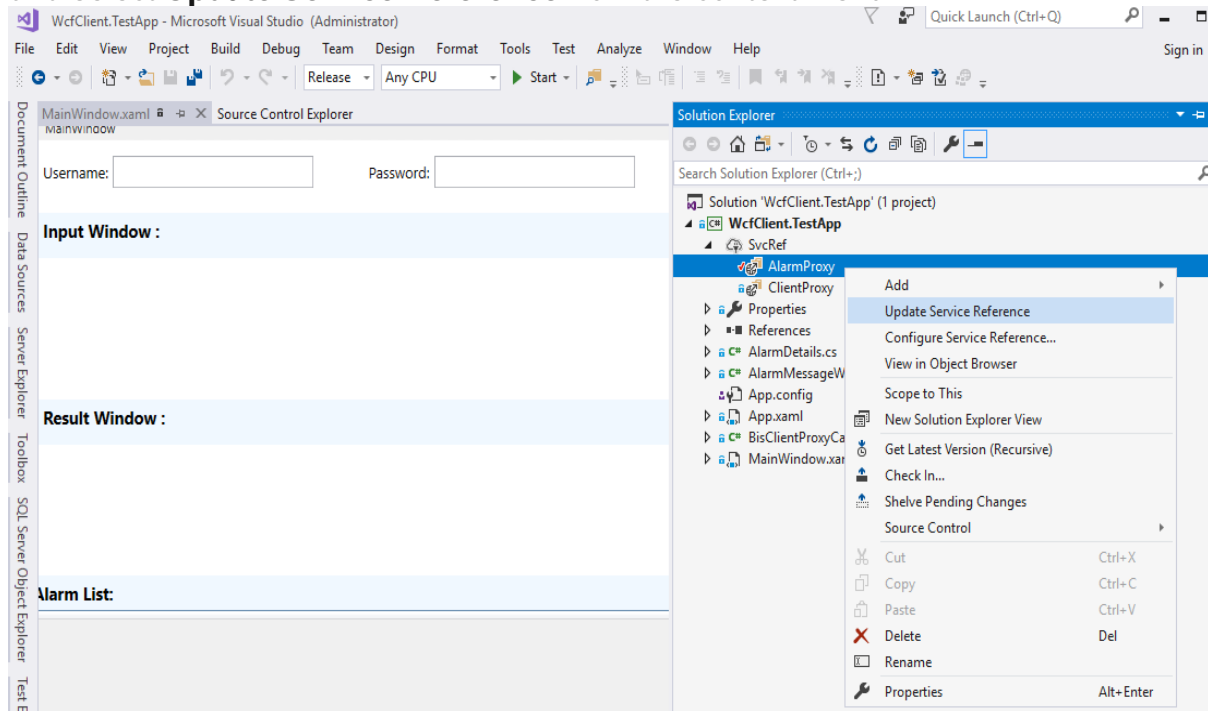 WcfClient.TestApp - Microsoft Visual Studio (Administrator)
Quick Launch (Ctrl+Q)
File Edit View Project Build Debug Team Design Format Tools Test Analyze Window Help
Sign in
Release Any CPU Start
Document Outline
Data Sources
Server Explorer
Toolbox
SQL Server Object Explorer
MainWindow.xaml Source Control Explorer
MainWindow
Username: Password:
Input Window :
Result Window :
Alarm List:
Solution Explorer
Search Solution Explorer (Ctrl+;)
Solution 'WcfClient.TestApp' (1 project)
C# WcfClient.TestApp
SvcRef
AlarmProxy
ClientProxy
Properties
References
C# AlarmDetails.cs
C# AlarmMessageW
App.config
App.xaml
C# BisClientProxyCa
MainWindow.xar
Add
Update Service Reference
Configure Service Reference...
View in Object Browser
Scope to This
New Solution Explorer View
Get Latest Version (Recursive)
Check In...
Shelve Pending Changes
Source Control
Cut Ctrl+X
Copy Ctrl+C
Paste Ctrl+V
Delete Del
Rename
Properties Alt+Enter